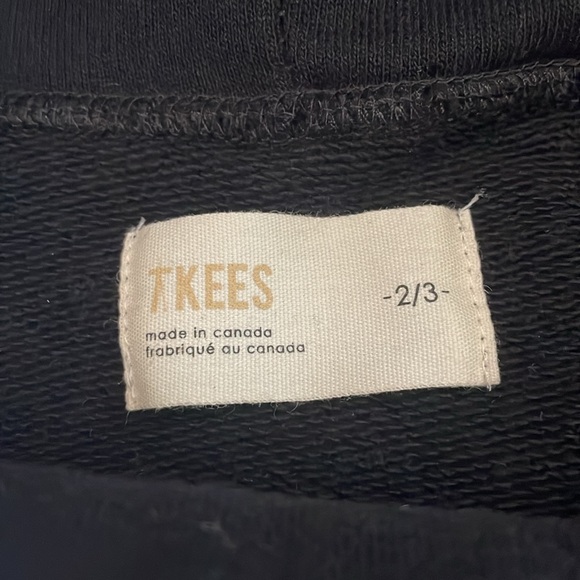 TKEES
-2/3-
made in canada
frabriqué au canada